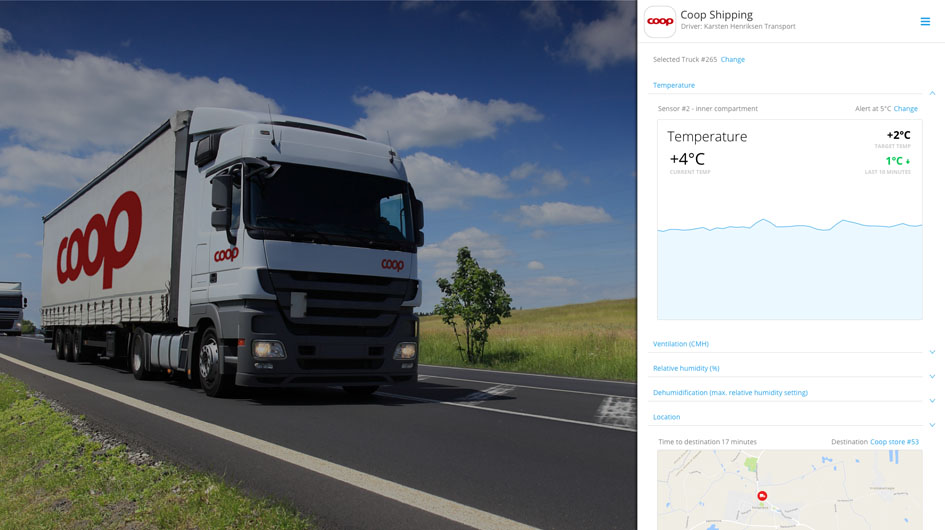 coop
coop
coop
coop
Coop Shipping
Driver: Karsten Henriksen Transport
Selected Truck #265 Change
Temperature
Sensor #2 - inner compartment Alert at 5°C Change
Temperature
+2°C
TARGET TEMP
+4°C
CURRENT TEMP
1°C
LAST 10 MINUTES
Ventilation (CMH)
Relative humidity (%)
Dehumidification (max. relative humidity setting)
Location
Time to destination 17 minutes Destination Coop store #53